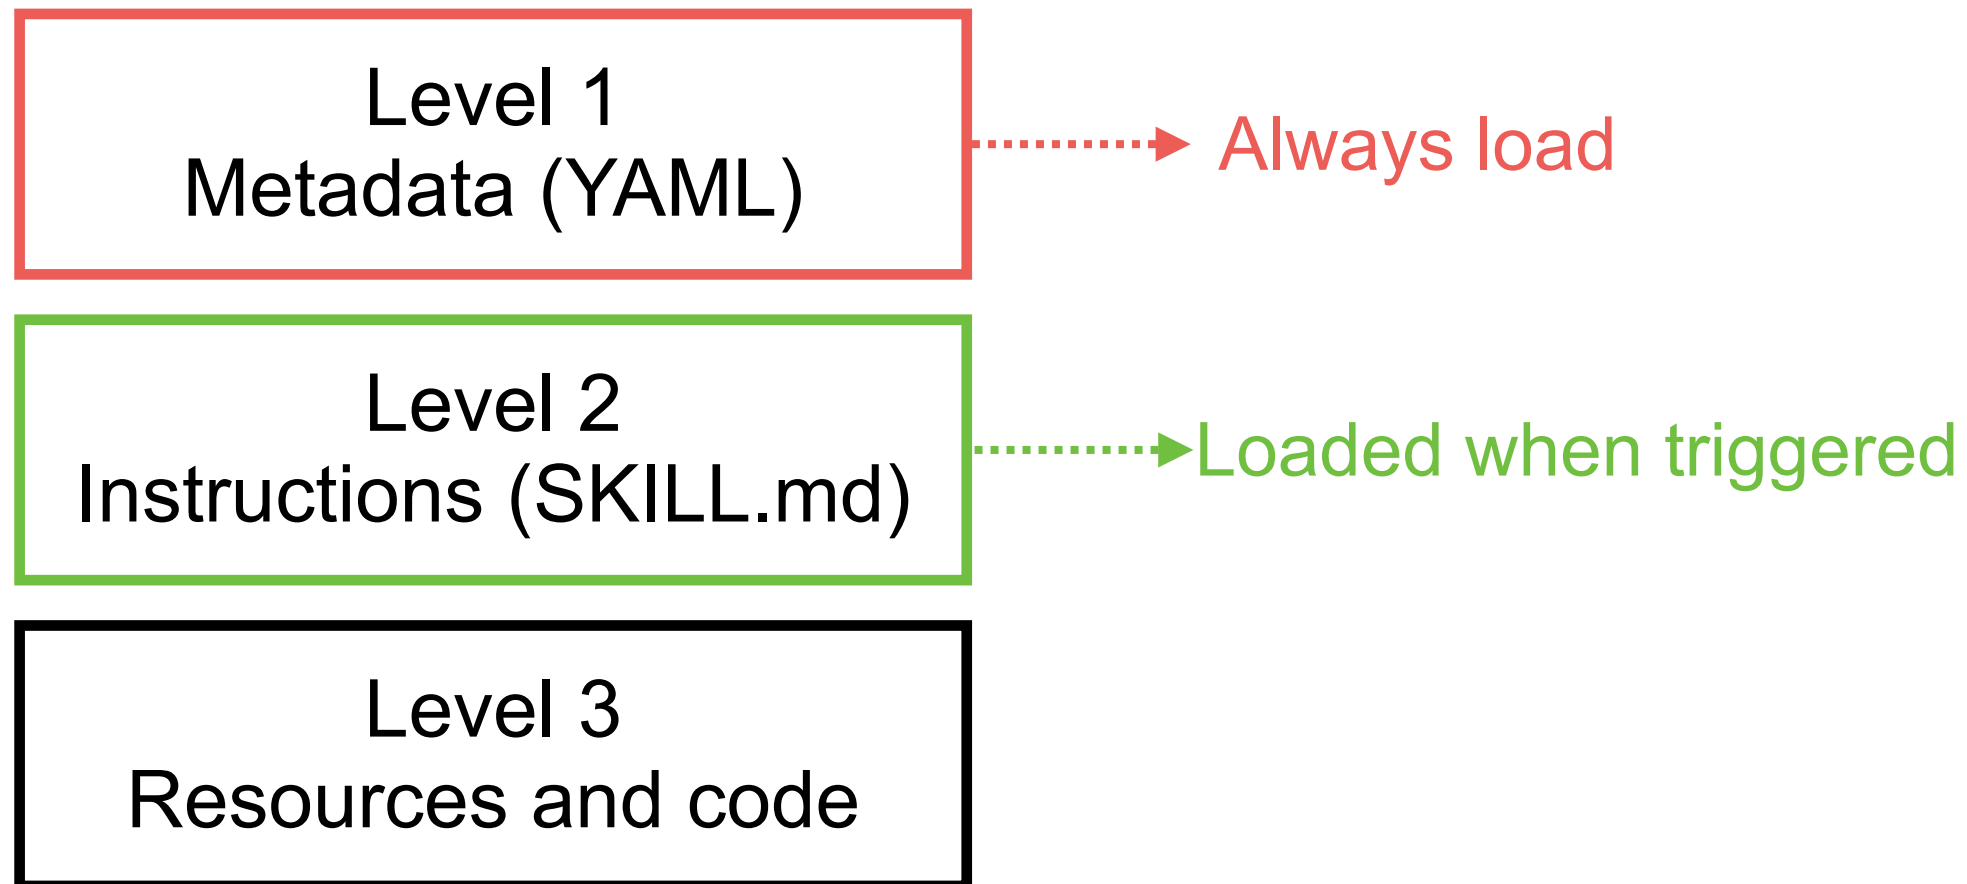 Level 1
Metadata (YAML)
Always load
Level 2
Instructions (SKILL.md)
Loaded when triggered
Level 3
Resources and code